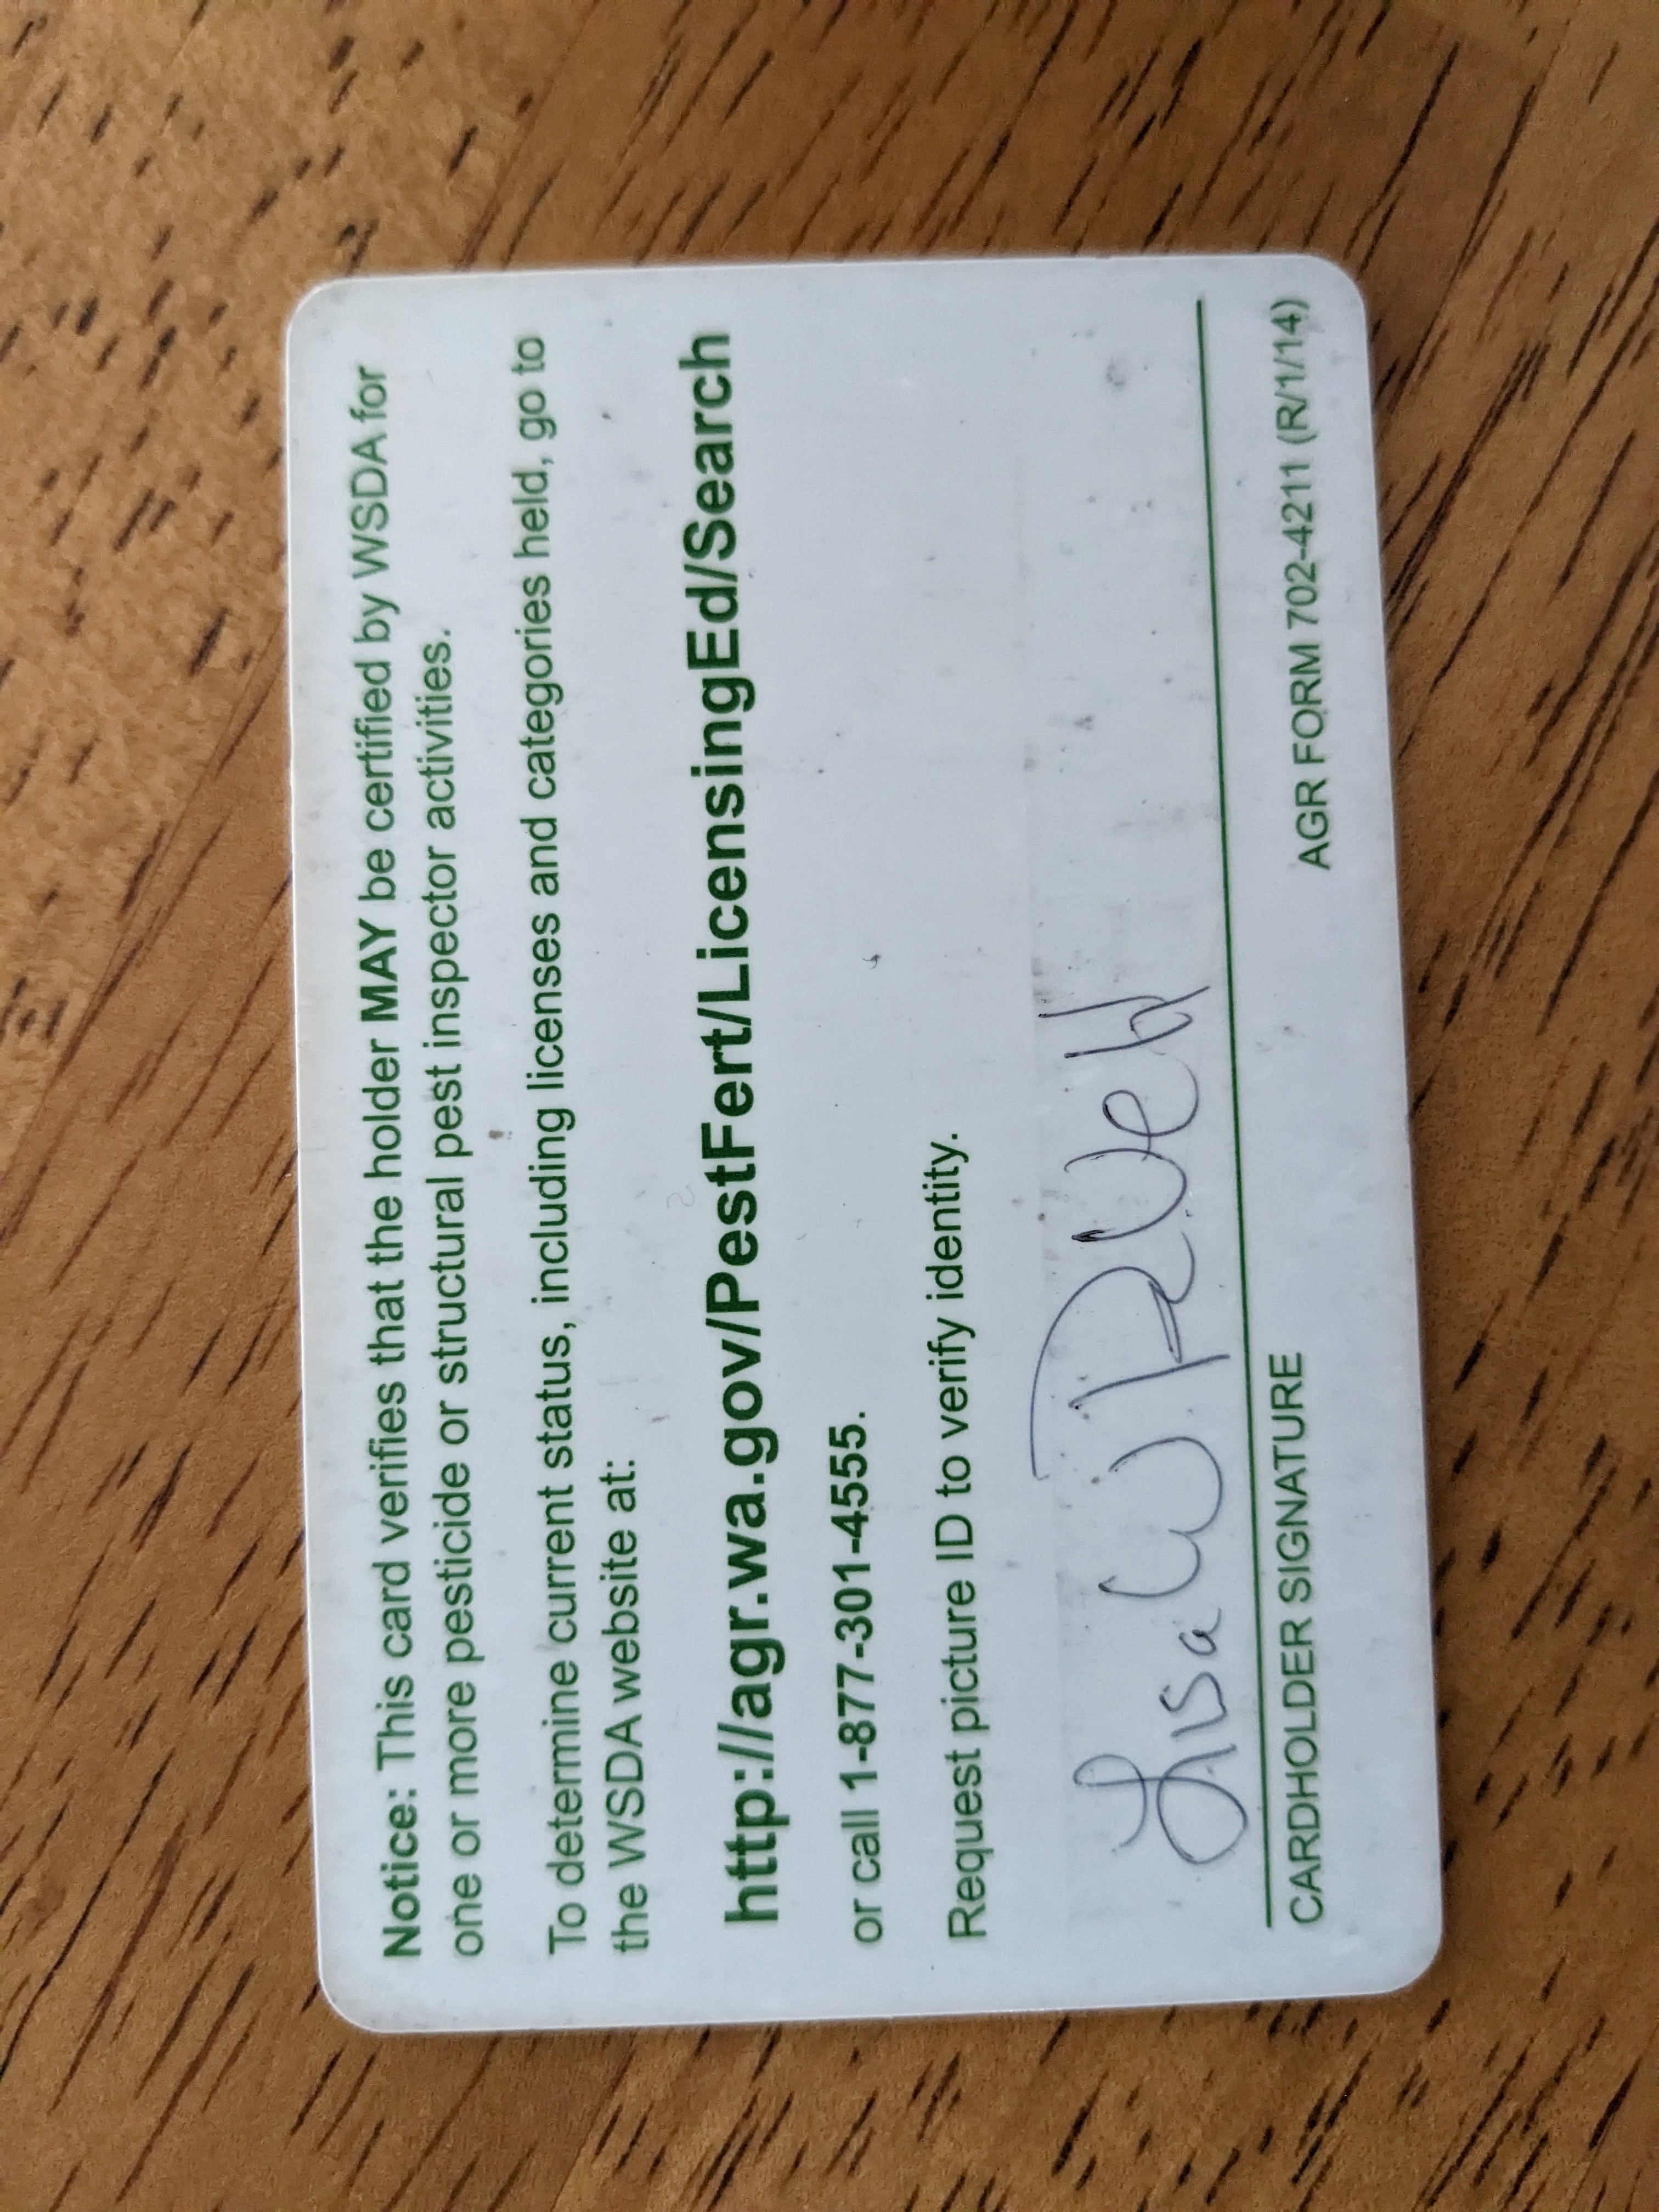 Notice: This card verifies that the holder MAY be certified by WSDA for
one or more pesticide or structural pest inspector activities.
To determine current status, including licenses and categories held, go to
the WSDA website at:
http://agr.wa.gov/PestFert/LicensingEd/Search
or call 1-877-301-4555.
Request picture ID to verify identity.
Lisa W
CARDHOLDER SIGNATURE
AGR FORM 702-4211 (R/1/14)